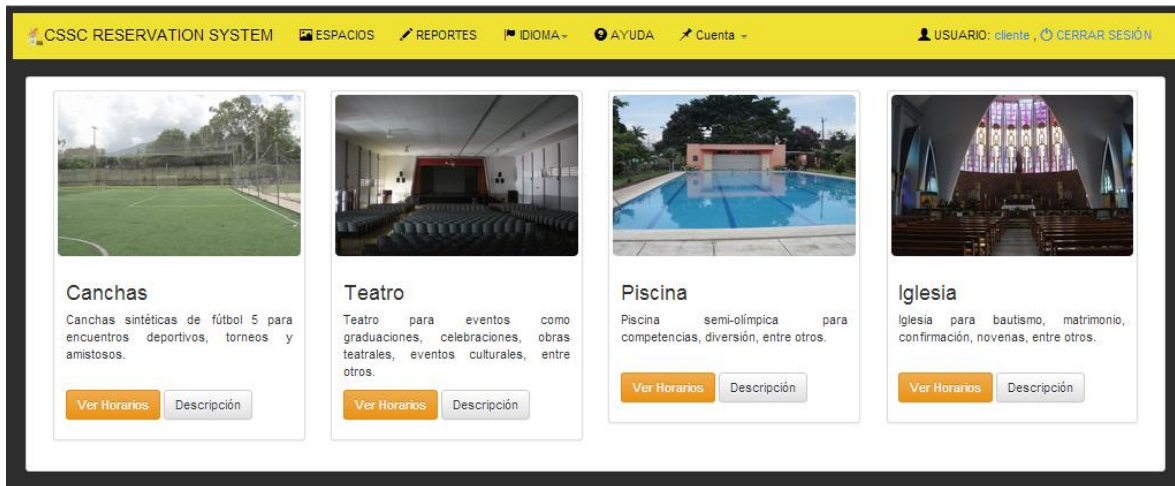 CSSC RESERVATION SYSTEM ESPACIOS REPORTES IDIOMA AYUDA Cuenta USUARIO: cliente , CERRAR SESIÓN
Canchas
Canchas sintéticas de fútbol 5 para
encuentros deportivos, torneos y
amistosos.
Ver Horarios Descripción
Teatro
Teatro para eventos como
graduaciones, celebraciones, obras
teatrales, eventos culturales, entre
otros.
Ver Horarios Descripción
Piscina
Piscina semi-olímpica para
competencias, diversión, entre otros.
Ver Horarios Descripción
Iglesia
Iglesia para bautismo, matrimonio,
confirmación, novenas, entre otros.
Ver Horarios Descripción